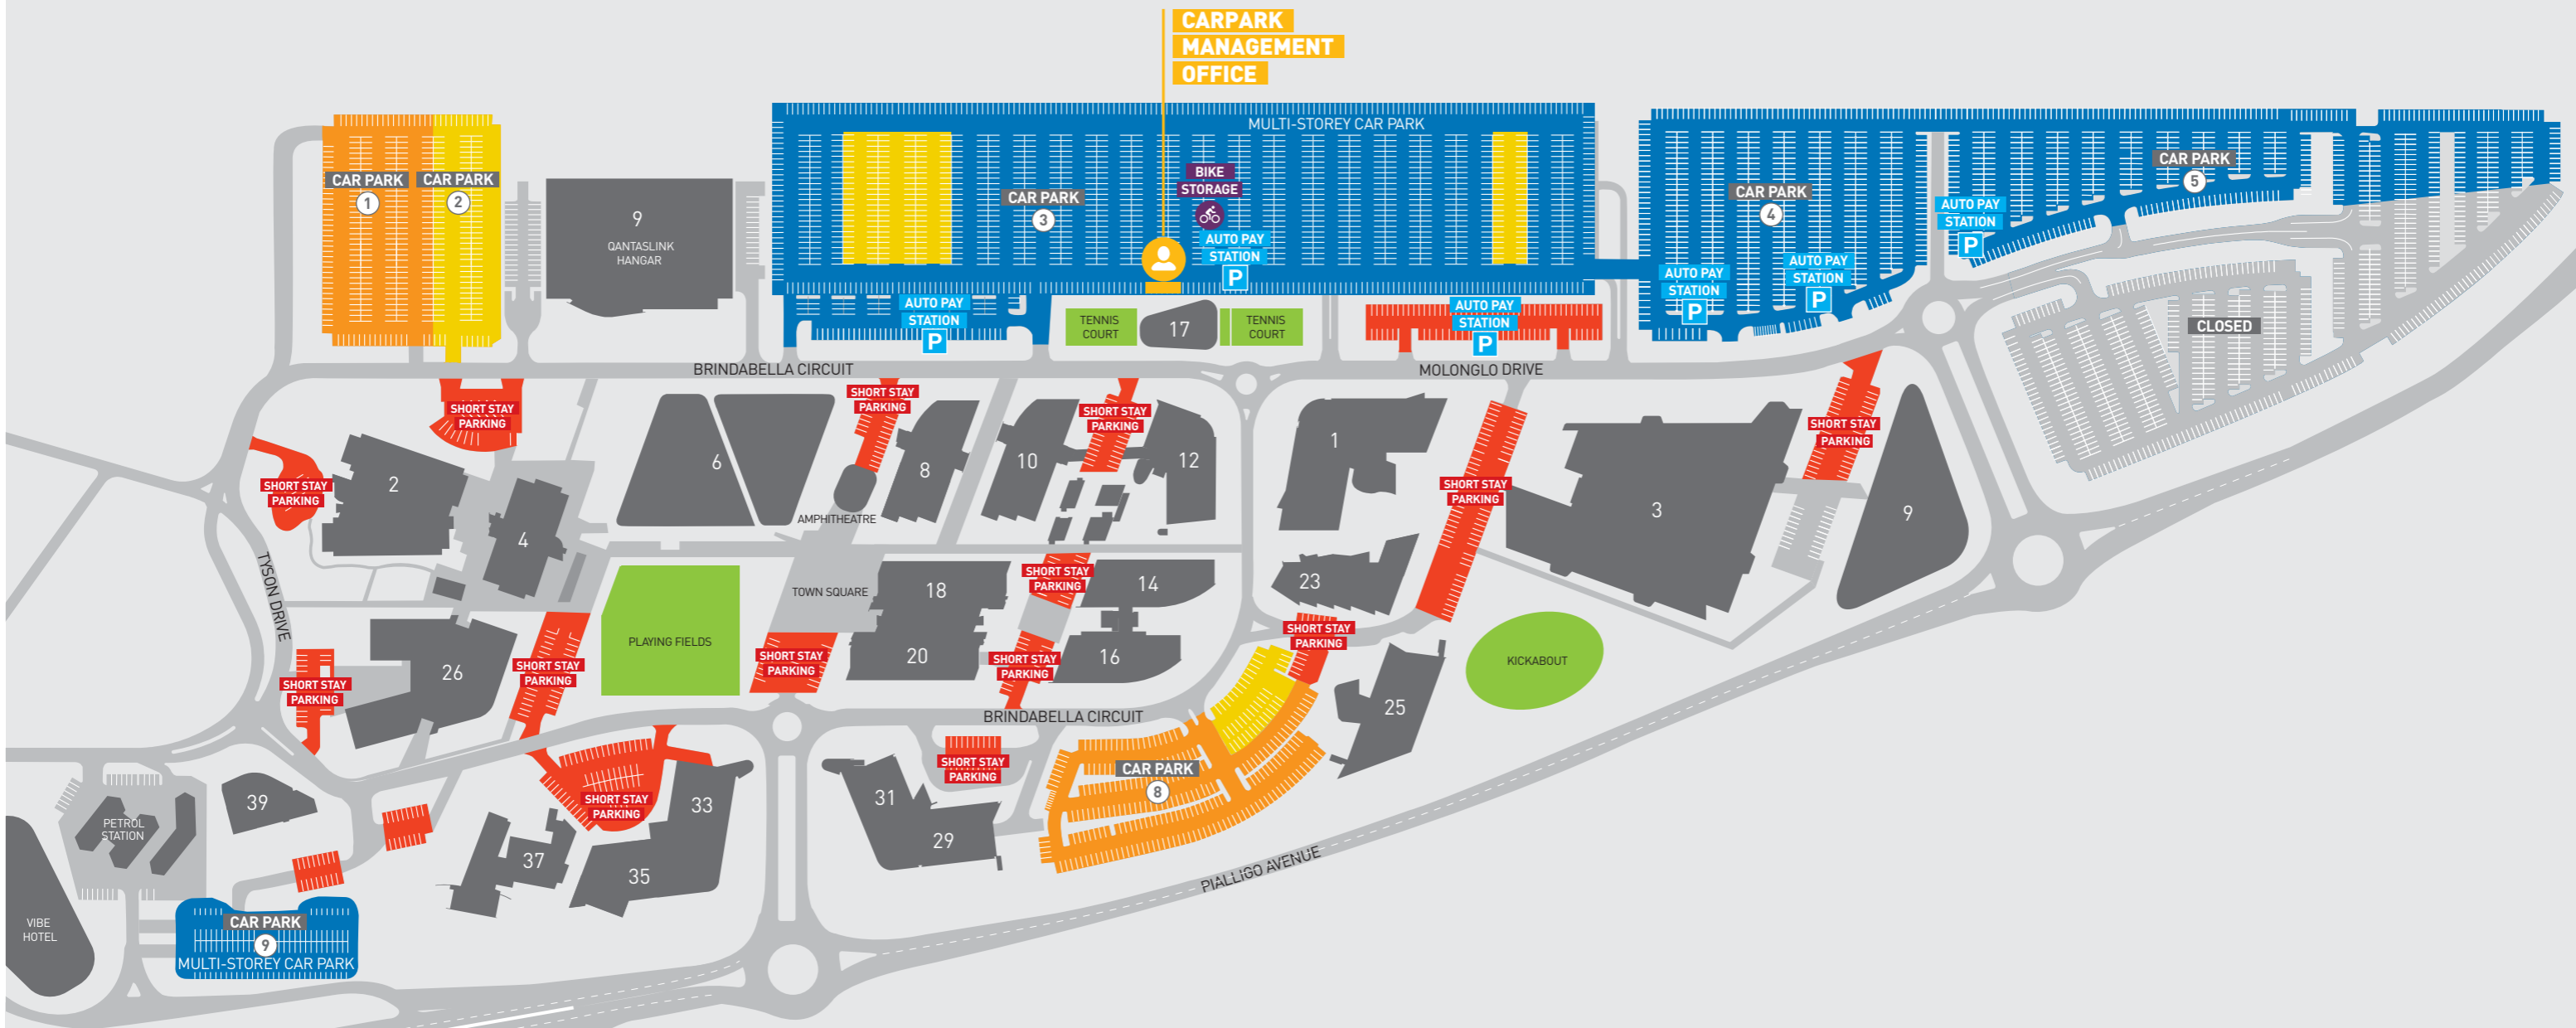 CARPARK
MANAGEMENT
OFFICE
MULTI-STOREY CAR PARK
CAR PARK
1
CAR PARK
2
9
QANTASLINK
HANGAR
CAR PARK
3
BIKE
STORAGE
AUTO PAY
STATION
P
AUTO PAY
STATION
P
TENNIS
COURT
17
TENNIS
COURT
AUTO PAY
STATION
P
CAR PARK
4
AUTO PAY
STATION
P
AUTO PAY
STATION
P
CAR PARK
5
AUTO PAY
STATION
P
CLOSED
BRINDABELLA CIRCUIT
MOLONGLO DRIVE
SHORT STAY
PARKING
SHORT STAY
PARKING
SHORT STAY
PARKING
SHORT STAY
PARKING
SHORT STAY
PARKING
SHORT STAY
PARKING
2
4
6
8
10
12
1
3
9
AMPHITHEATRE
TYSON DRIVE
TOWN SQUARE
18
SHORT STAY
PARKING
14
23
PLAYING FIELDS
SHORT STAY
PARKING
KICKABOUT
26
SHORT STAY
PARKING
SHORT STAY
PARKING
SHORT STAY
PARKING
20
SHORT STAY
PARKING
16
25
BRINDABELLA CIRCUIT
SHORT STAY
PARKING
CAR PARK
8
SHORT STAY
PARKING
33
31
29
39
37
35
PETROL
STATION
PIALLIGO AVENUE
VIBE
HOTEL
CAR PARK
9
MULTI-STOREY CAR PARK